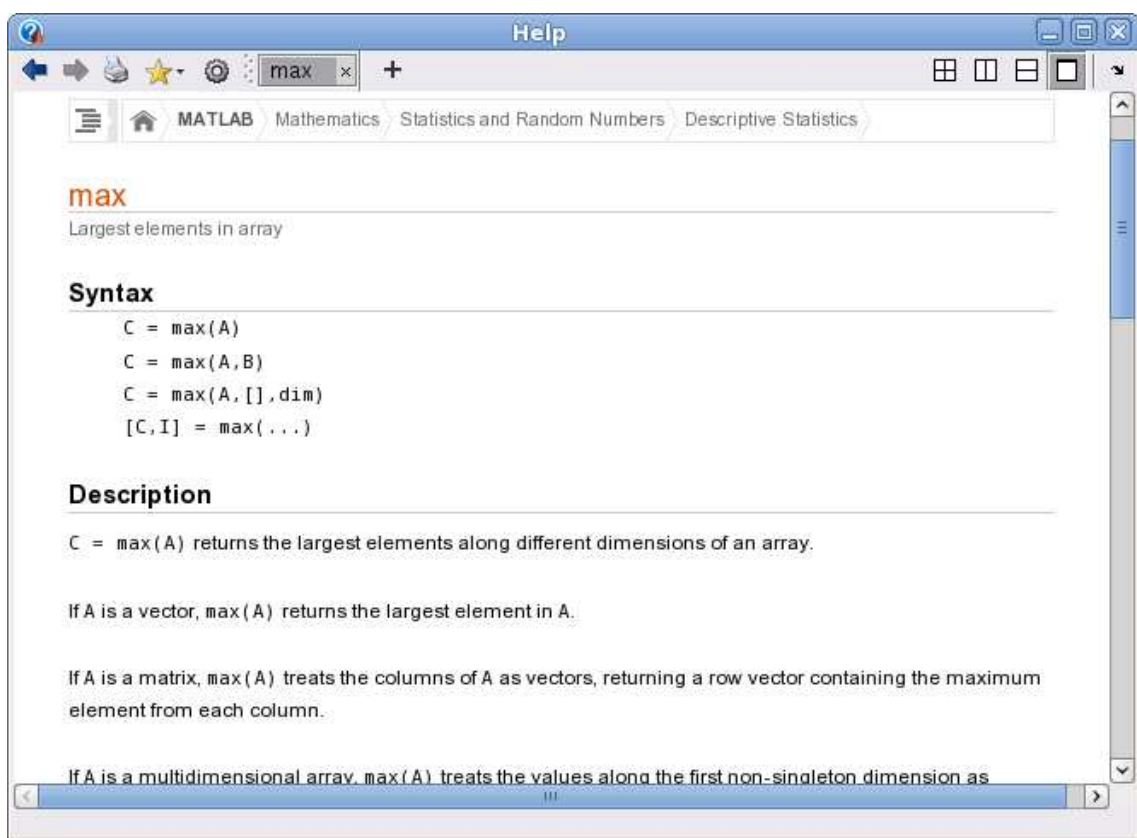 Help
max
MATLAB Mathematics Statistics and Random Numbers Descriptive Statistics
max
Largest elements in array
Syntax
C = max(A)
C = max(A,B)
C = max(A,[],dim)
[C,I] = max(...)
Description
C = max(A) returns the largest elements along different dimensions of an array.
If A is a vector, max(A) returns the largest element in A.
If A is a matrix, max(A) treats the columns of A as vectors, returning a row vector containing the maximum
element from each column.
If A is a multidimensional array, max(A) treats the values along the first non-singleton dimension as